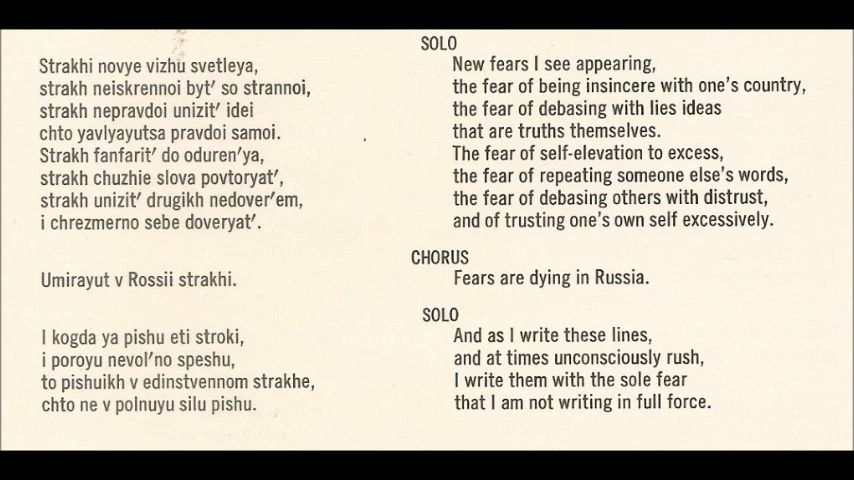 Strakhi novye vizhu svetleya,
strakh neiskrennoi byt′ so strannoi,
strakh nepravdoi unizit′ idei
chto yavlyayutsa pravdoi samoi.
Strakh fanfarit′ do oduren′ya,
strakh chuzhie slova povtoryat′,
strakh unizit′ drugikh nedover′em,
i chrezmerno sebe doveryat′.
Umirayut v Rossii strakhi.
I kogda ya pishu eti stroki,
i poroyu nevol′no speshu,
to pishuikh v edinstvennom strakhe,
chto ne v polnuyu silu pishu.
SOLO
New fears I see appearing,
the fear of being insincere with one's country,
the fear of debasing with lies ideas
that are truths themselves.
The fear of self-elevation to excess,
the fear of repeating someone else's words,
the fear of debasing others with distrust,
and of trusting one's own self excessively.
CHORUS
Fears are dying in Russia.
SOLO
And as I write these lines,
and at times unconsciously rush,
I write them with the sole fear
that I am not writing in full force.